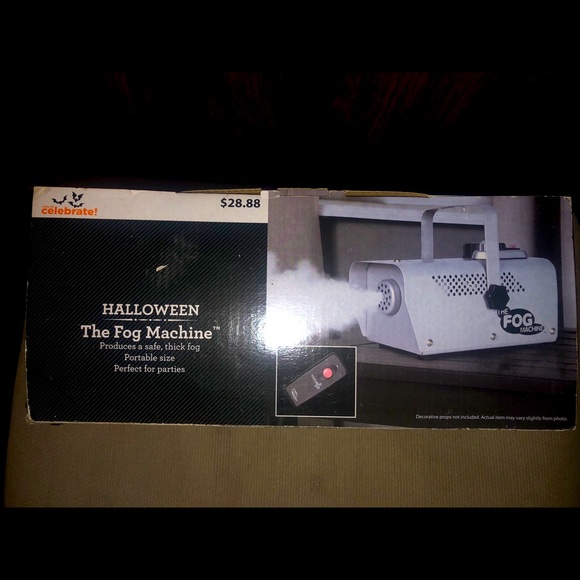 celebrate!
$28.88
HALLOWEEN
The Fog Machine™
Produces a safe, thick fog
Portable size
Perfect for parties
THE
FOG
MACHINE
Decorative props not included. Actual item may vary slightly from photo.